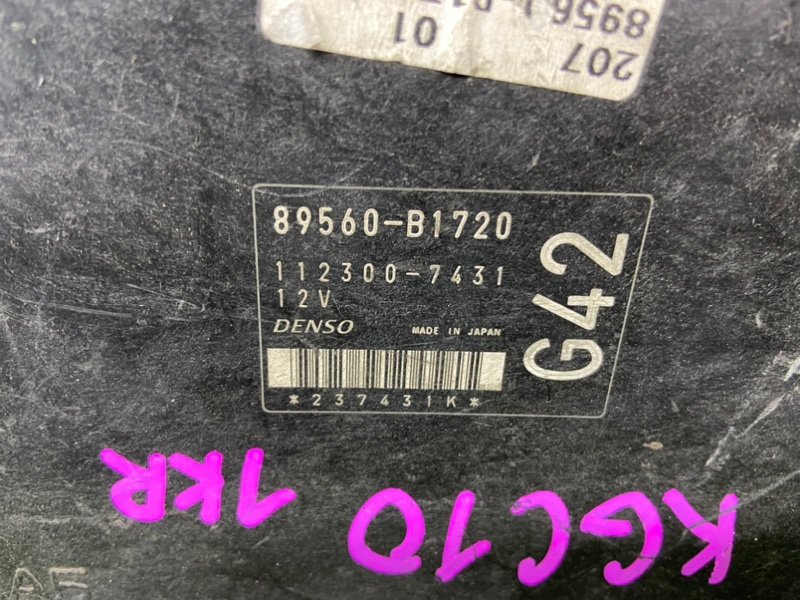 207
01
89560-B1720
112300-7431
12V
DENSO MADE IN JAPAN
G42
*237431K*
KGC10 1KR